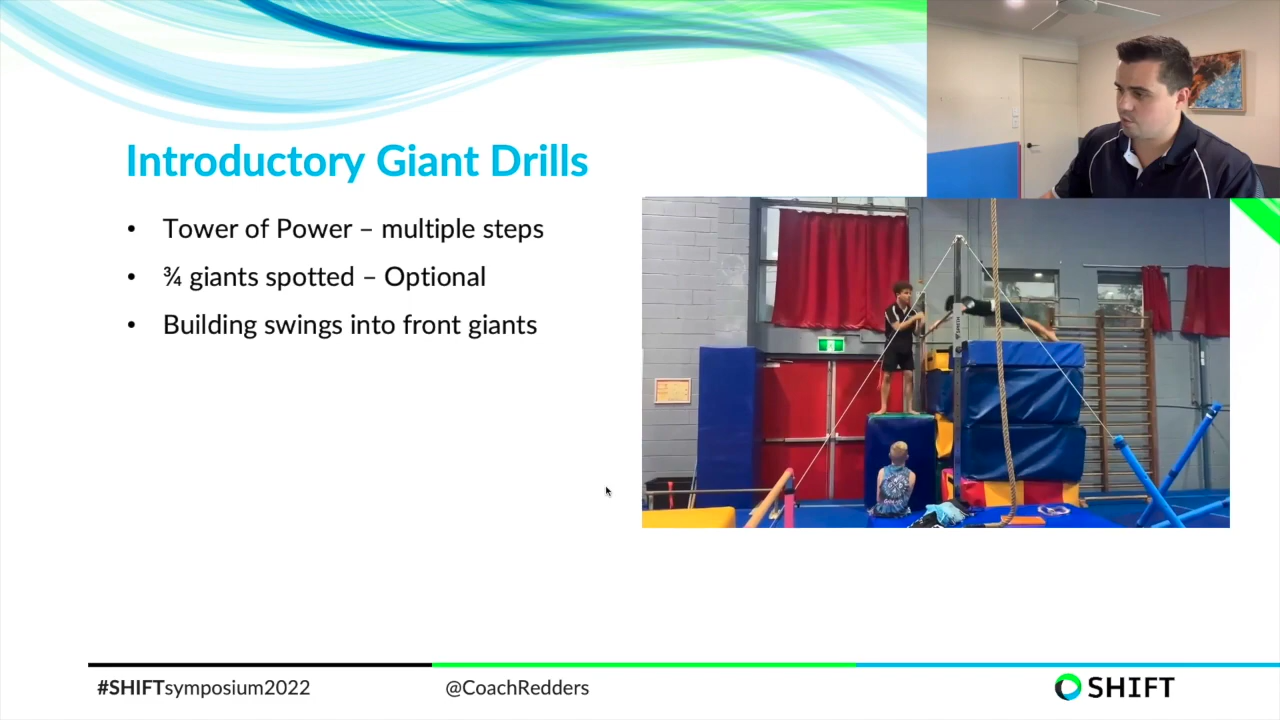 Introductory Giant Drills
• Tower of Power – multiple steps
• ¾ giants spotted – Optional
• Building swings into front giants
#SHIFTsymposium2022
@CoachRedders
SHIFT